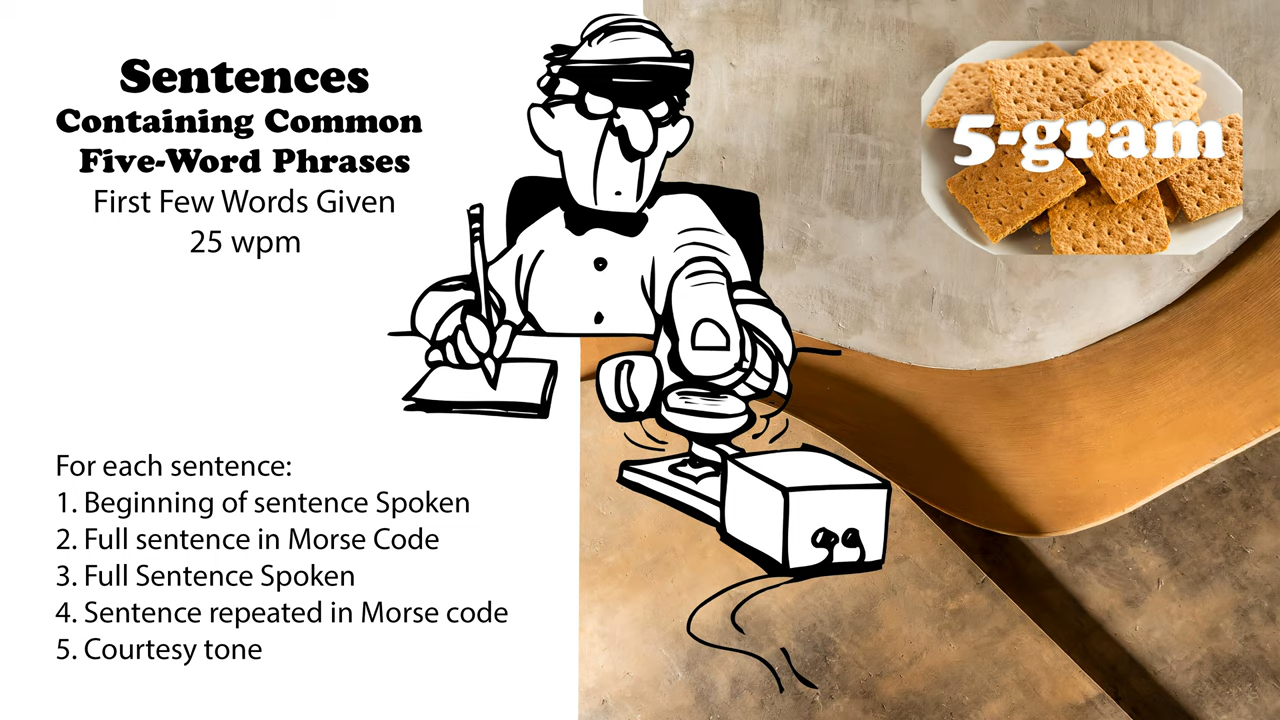 Sentences
Containing Common
Five-Word Phrases
First Few Words Given
25 wpm
5-gram
For each sentence:
1. Beginning of sentence Spoken
2. Full sentence in Morse Code
3. Full Sentence Spoken
4. Sentence repeated in Morse code
5. Courtesy tone